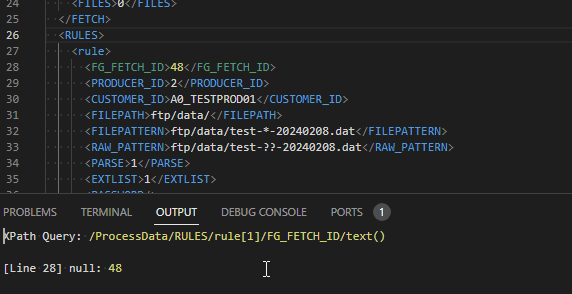 24 <FILES>0</FILES>
25 </FETCH>
26 <RULES>
27 <rule>
28 <FG_FETCH_ID>48</FG_FETCH_ID>
29 <PRODUCER_ID>2</PRODUCER_ID>
30 <CUSTOMER_ID>A0_TESTPROD01</CUSTOMER_ID>
31 <FILEPATH>ftp/data/</FILEPATH>
32 <FILEPATTERN>ftp/data/test-*-20240208.dat</FILEPATTERN>
33 <RAW_PATTERN>ftp/data/test-??-20240208.dat</RAW_PATTERN>
34 <PARSE>1</PARSE>
35 <EXTLIST>1</EXTLIST>
36 <PASSWORD/>
PROBLEMS TERMINAL OUTPUT DEBUG CONSOLE PORTS 1
XPath Query: /ProcessData/RULES/rule[1]/FG_FETCH_ID/text()
[Line 28] null: 48